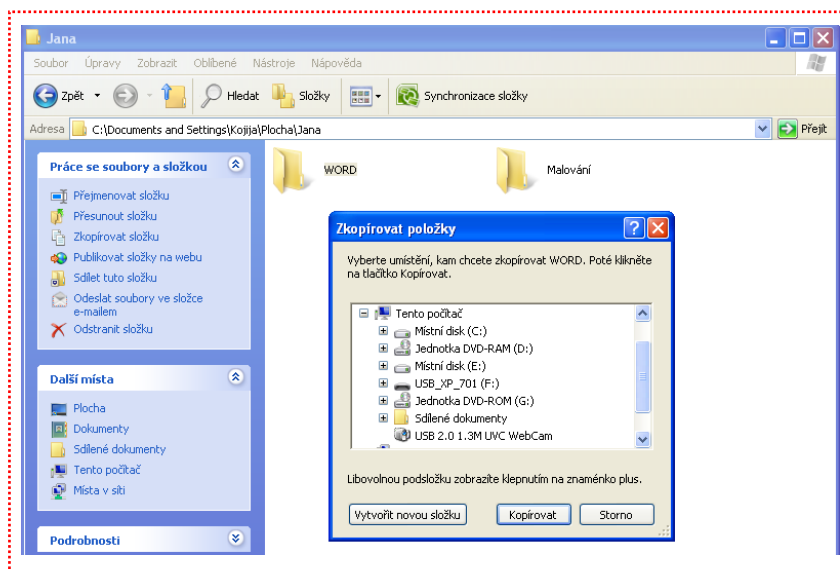 Jana
Soubor Úpravy Zobrazit Oblíbené Nástroje Nápověda
Zpět Hledat Složky Synchronizace složky
Adresa C:\Documents and Settings\Kojija\Plocha\Jana Přejít
Práce se soubory a složkou
Přejmenovat složku
Přesunout složku
Zkopírovat složku
Publikovat složky na webu
Sdílet tuto složku
Odeslat soubory ve složce
e-mailem
Odstranit složku
Další místa
Plocha
Dokumenty
Sdílené dokumenty
Tento počítač
Místa v síti
Podrobnosti
WORD
Malování
Zkopírovat položky
Vyberte umístění, kam chcete zkopírovat WORD. Poté klikněte
na tlačítko Kopírovat.
Tento počítač
Místní disk (C:)
Jednotka DVD-RAM (D:)
Místní disk (E:)
USB_XP_701 (F:)
Jednotka DVD-ROM (G:)
Sdílené dokumenty
USB 2.0 1.3M UVC WebCam
Libovolnou podsložku zobrazíte klepnutím na znaménko plus.
Vytvořit novou složku Kopírovat Storno